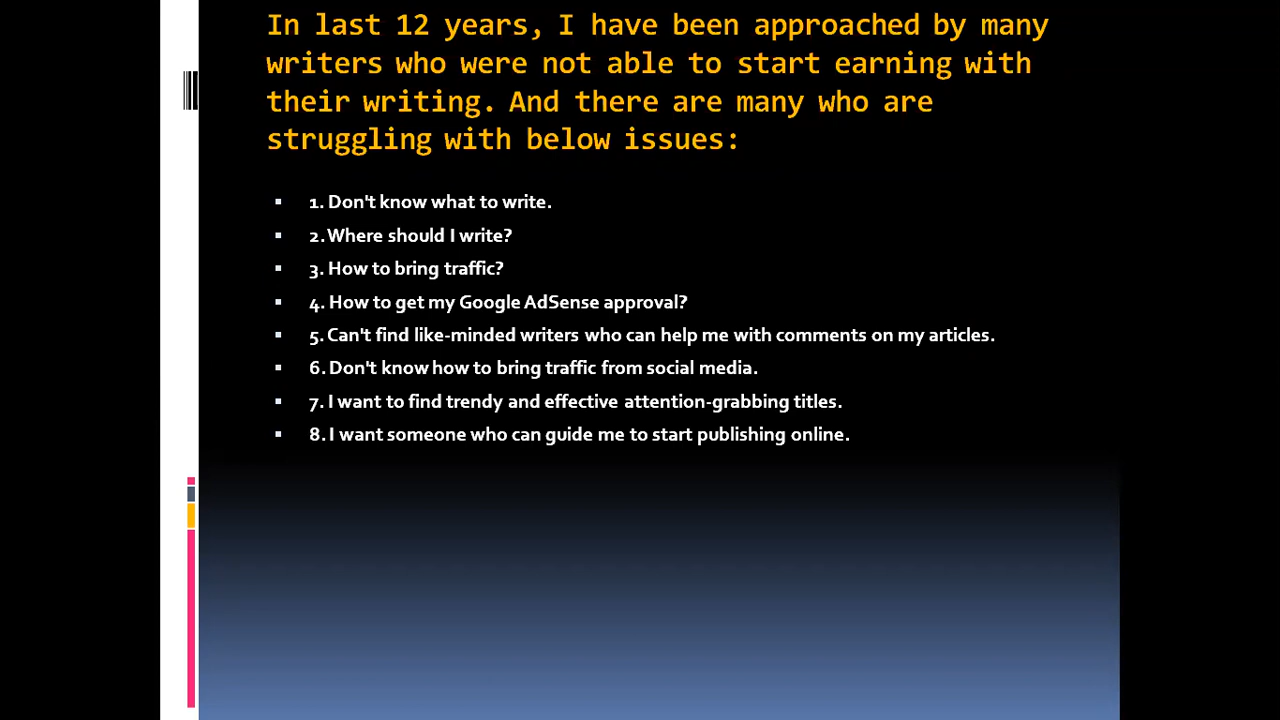 In last 12 years, I have been approached by many
writers who were not able to start earning with
their writing. And there are many who are
struggling with below issues:
▪ 1. Don't know what to write.
▪ 2. Where should I write?
▪ 3. How to bring traffic?
▪ 4. How to get my Google AdSense approval?
▪ 5. Can't find like-minded writers who can help me with comments on my articles.
▪ 6. Don't know how to bring traffic from social media.
▪ 7. I want to find trendy and effective attention-grabbing titles.
▪ 8. I want someone who can guide me to start publishing online.